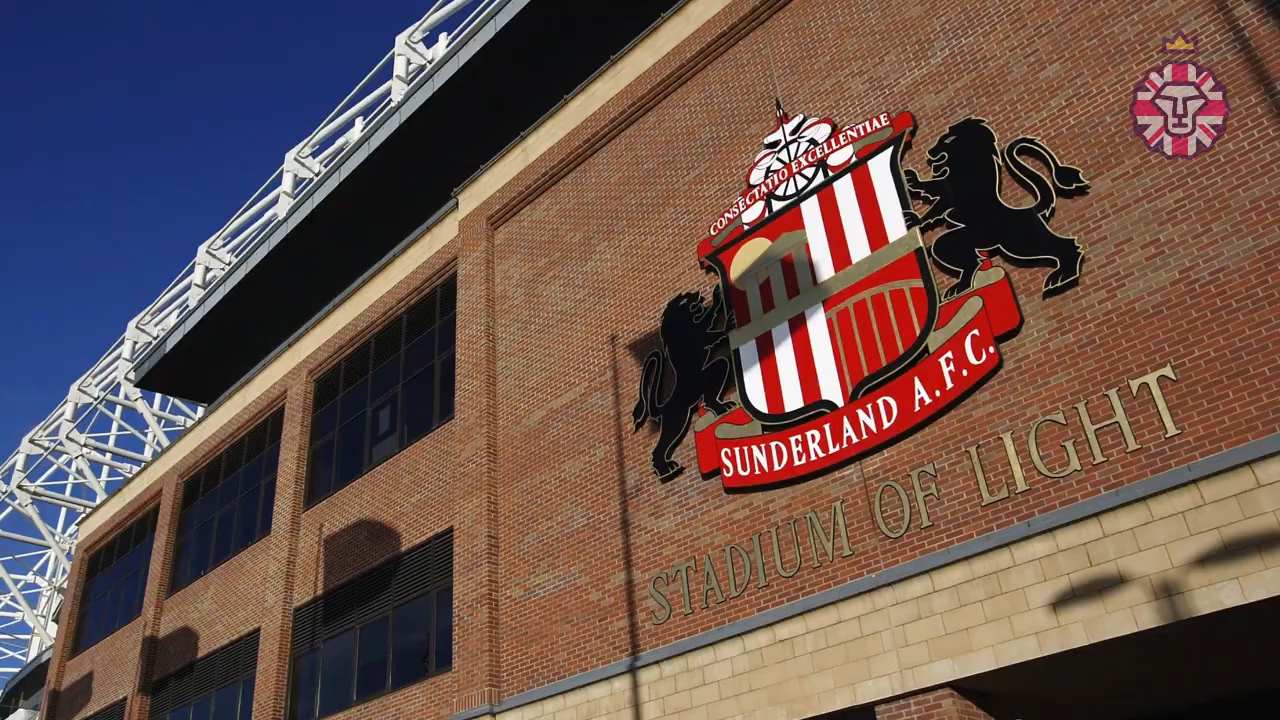 CONSECTATIO EXCELLENTIAE
SUNDERLAND A.F.C.
STADIUM OF LIGHT